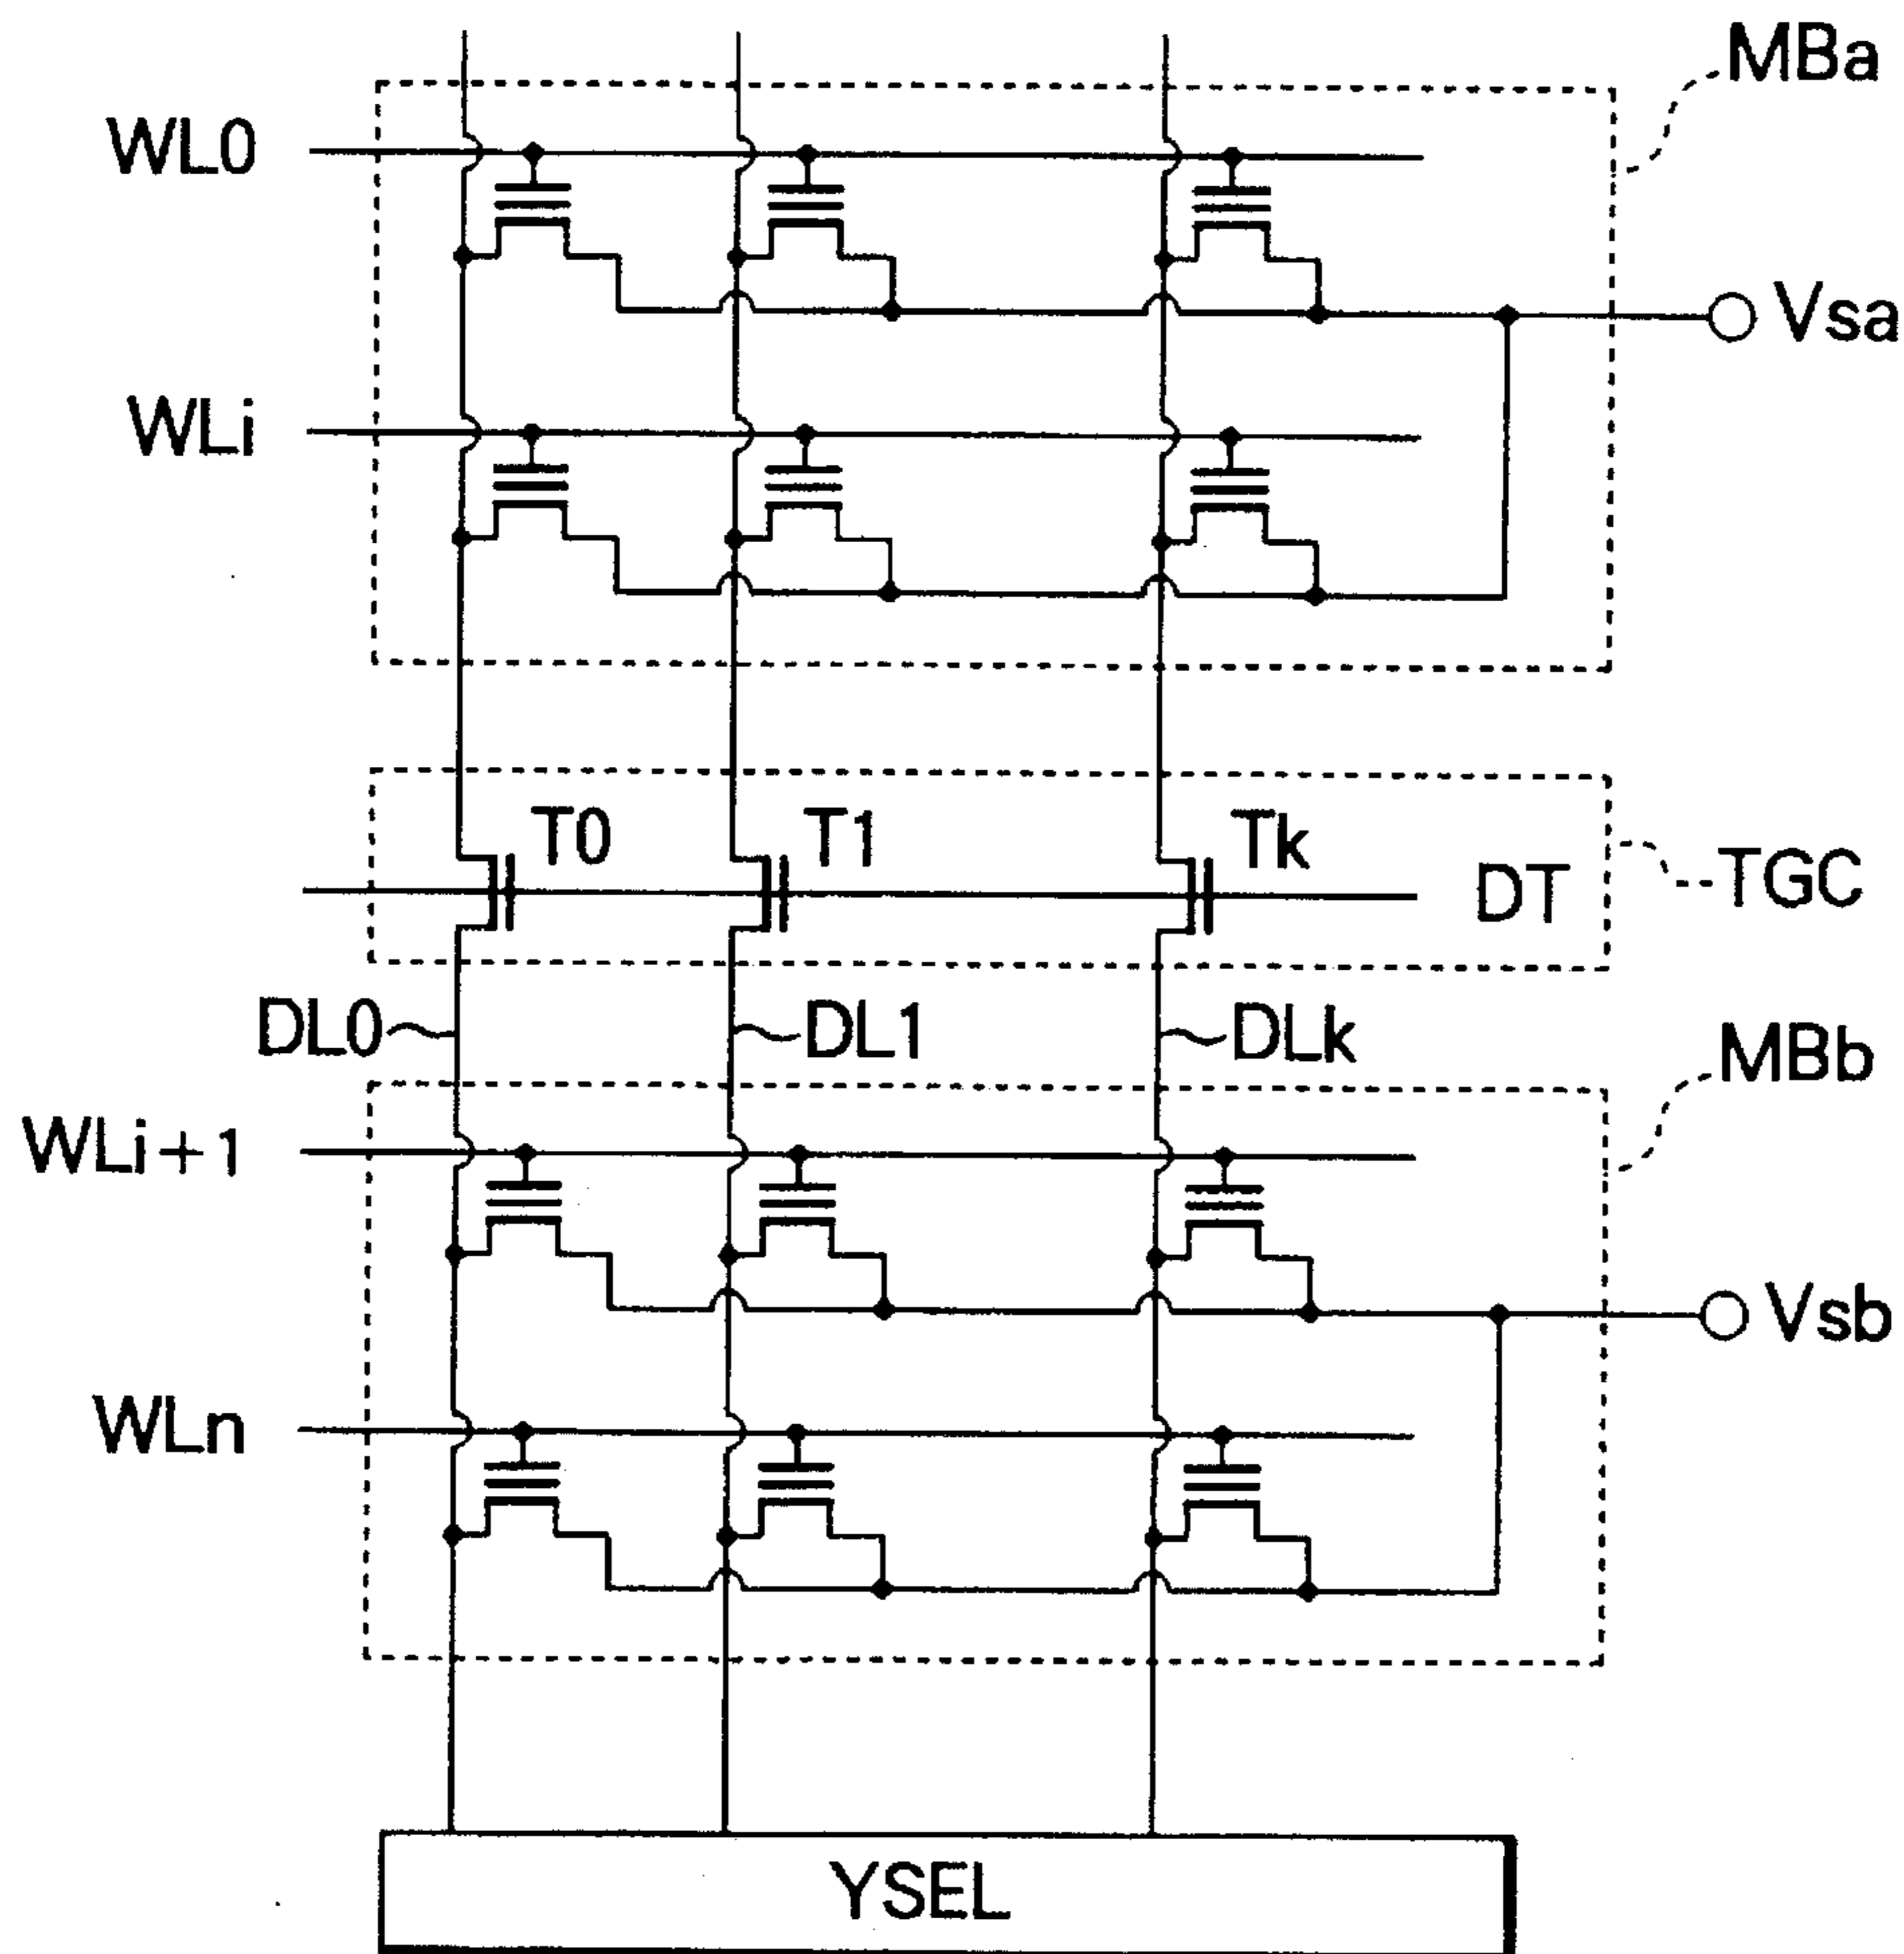 MBa
WL0
Vsa
WLi
T0 T1 Tk
DT
TGC
DL0 DL1 DLk
MBb
WLi+1
Vsb
WLn
YSEL